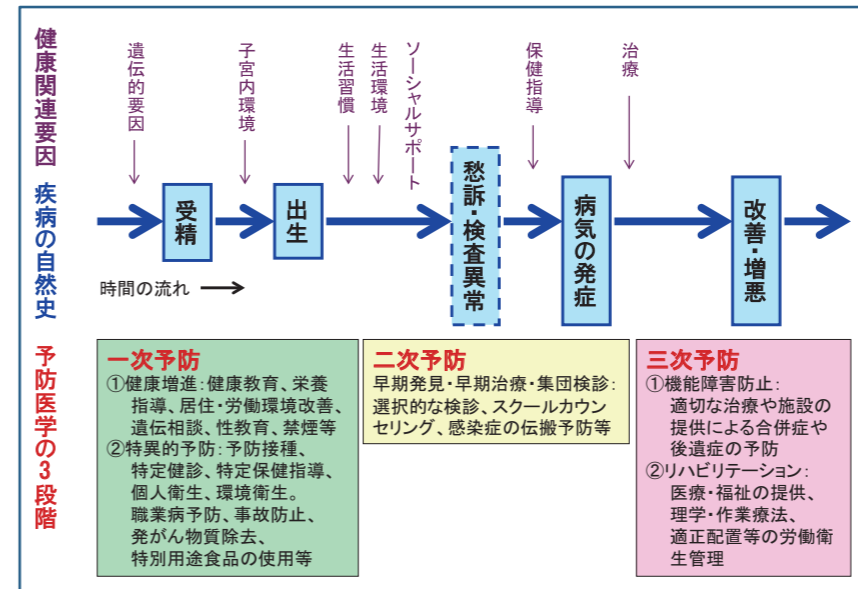 健康関連要因
遺伝的要因
子宮内環境
生活習慣
生活環境
ソーシャルサポート
保健指導
治療
疾病の自然史
受精
出生
愁訴・検査異常
病気の発症
改善・増悪
時間の流れ
予防医学の3段階
一次予防
①健康増進:健康教育、栄養
指導、居住・労働環境改善、
遺伝相談、性教育、禁煙等
②特異的予防:予防接種、
特定健診、特定保健指導、
個人衛生、環境衛生。
職業病予防、事故防止、
発がん物質除去、
特別用途食品の使用等
二次予防
早期発見・早期治療・集団検診:
選択的な検診、スクールカウン
セリング、感染症の伝搬予防等
三次予防
①機能障害防止:
適切な治療や施設の
提供による合併症や
後遺症の予防
②リハビリテーション:
医療・福祉の提供、
理学・作業療法、
適正配置等の労働衛
生管理